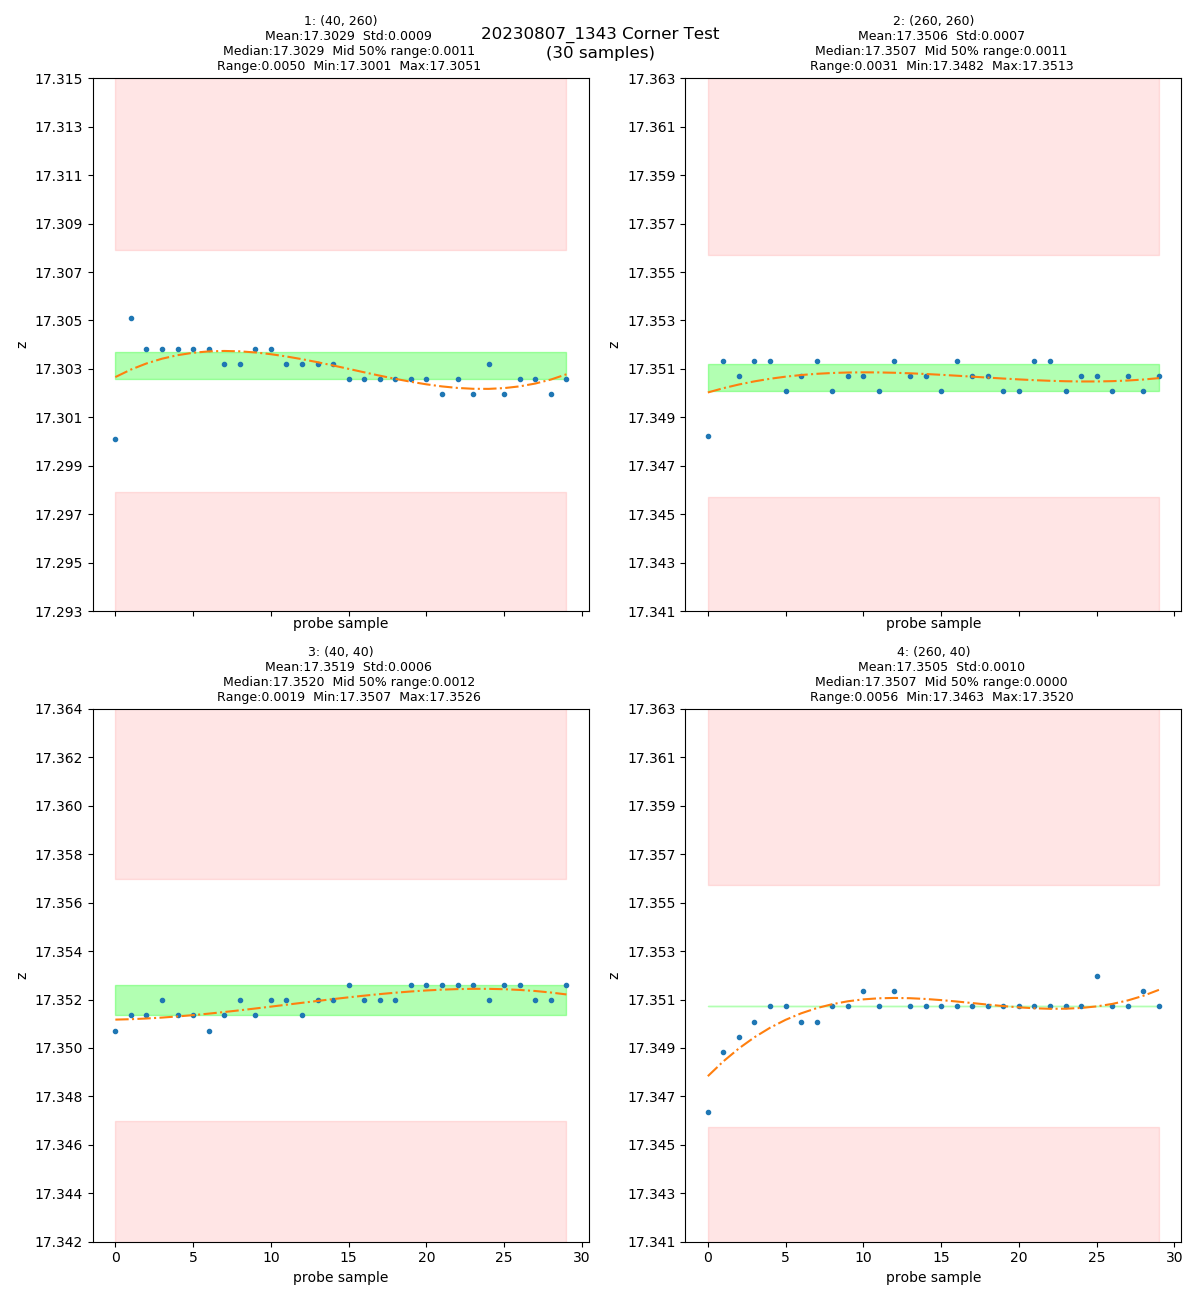 20230807_1343 Corner Test
(30 samples)
1: (40, 260)
Mean:17.3029 Std:0.0009
Median:17.3029 Mid 50% range:0.0011
Range:0.0050 Min:17.3001 Max:17.3051
17.315
17.313
17.311
17.309
17.307
17.305
17.303
17.301
17.299
17.297
17.295
17.293
z
probe sample
2: (260, 260)
Mean:17.3506 Std:0.0007
Median:17.3507 Mid 50% range:0.0011
Range:0.0031 Min:17.3482 Max:17.3513
17.363
17.361
17.359
17.357
17.355
17.353
17.351
17.349
17.347
17.345
17.343
17.341
z
probe sample
3: (40, 40)
Mean:17.3519 Std:0.0006
Median:17.3520 Mid 50% range:0.0012
Range:0.0019 Min:17.3507 Max:17.3526
17.364
17.362
17.360
17.358
17.356
17.354
17.352
17.350
17.348
17.346
17.344
17.342
z
0 5 10 15 20 25 30
probe sample
4: (260, 40)
Mean:17.3505 Std:0.0010
Median:17.3507 Mid 50% range:0.0000
Range:0.0056 Min:17.3463 Max:17.3520
17.363
17.361
17.359
17.357
17.355
17.353
17.351
17.349
17.347
17.345
17.343
17.341
z
0 5 10 15 20 25 30
probe sample